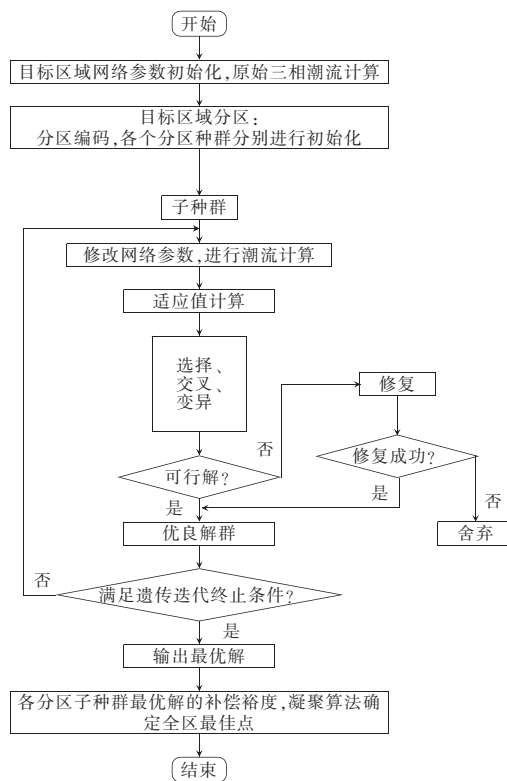 开始
目标区域网络参数初始化,原始三相潮流计算
目标区域分区:
分区编码,各个分区种群分别进行初始化
子种群
修改网络参数,进行潮流计算
适应值计算
选择、
交叉、
变异
修复
否
修复成功?
可行解?
是
否
是
优良解群
舍弃
否
满足遗传迭代终止条件?
是
输出最优解
各分区子种群最优解的补偿裕度,凝聚算法确
定全区最佳点
结束